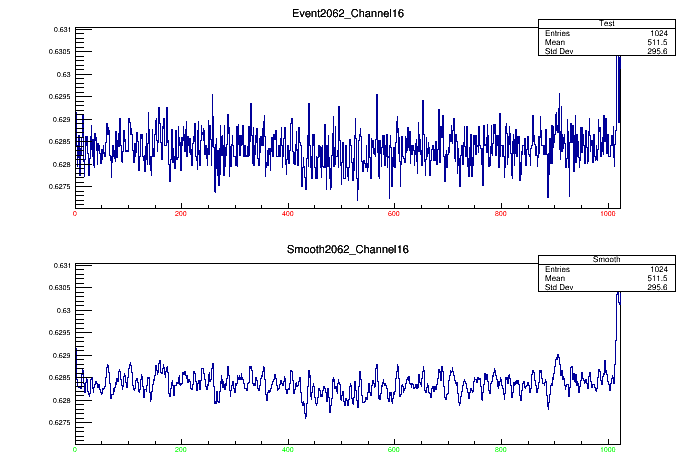 Event2062_Channel16
Test
Entries 1024
Mean 511.5
Std Dev 295.6
0.631
0.6305
0.63
0.6295
0.629
0.6285
0.628
0.6275
0 200 400 600 800 1000
Smooth2062_Channel16
Smooth
Entries 1024
Mean 511.5
Std Dev 295.6
0.631
0.6305
0.63
0.6295
0.629
0.6285
0.628
0.6275
0 200 400 600 800 1000